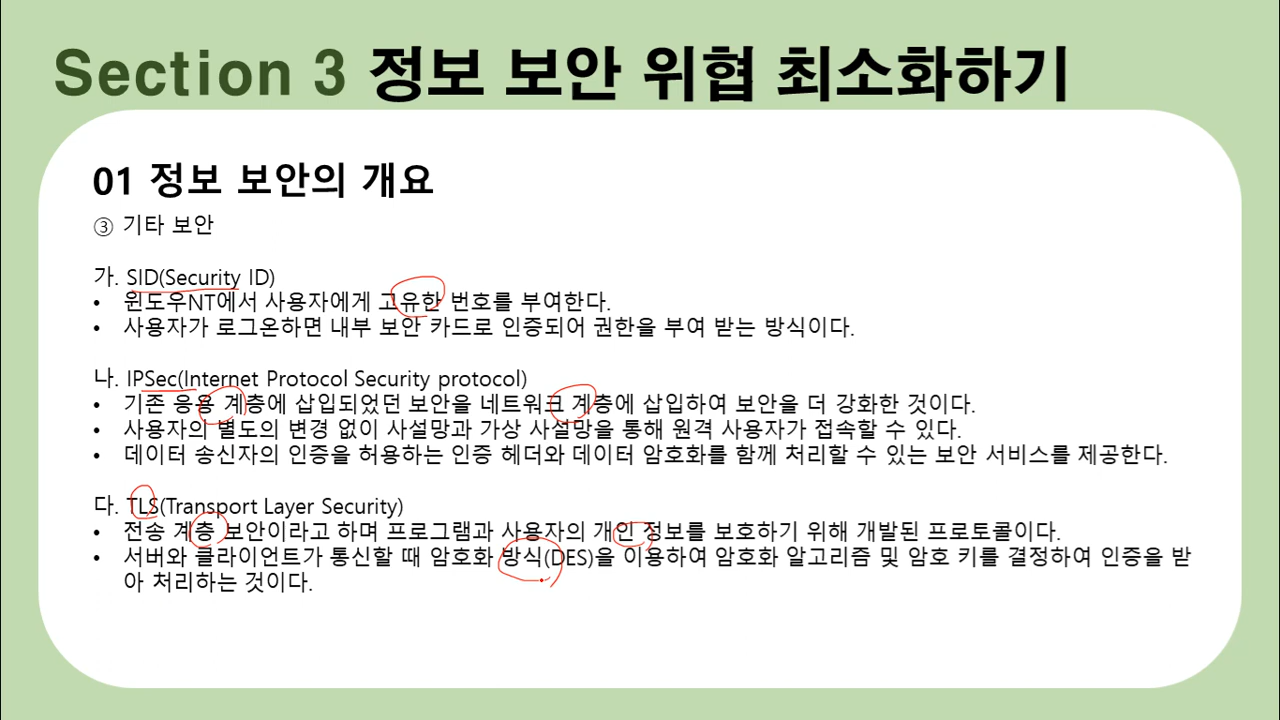 Section 3 정보 보안 위협 최소화하기
01 정보 보안의 개요
③ 기타 보안
가. SID(Security ID)
• 윈도우NT에서 사용자에게 고유한 번호를 부여한다.
• 사용자가 로그온하면 내부 보안 카드로 인증되어 권한을 부여 받는 방식이다.
나. IPSec(Internet Protocol Security protocol)
• 기존 응용 계층에 삽입되었던 보안을 네트워크 계층에 삽입하여 보안을 더 강화한 것이다.
• 사용자의 별도의 변경 없이 사설망과 가상 사설망을 통해 원격 사용자가 접속할 수 있다.
• 데이터 송신자의 인증을 허용하는 인증 헤더와 데이터 암호화를 함께 처리할 수 있는 보안 서비스를 제공한다.
다. TLS(Transport Layer Security)
• 전송 계층 보안이라고 하며 프로그램과 사용자의 개인 정보를 보호하기 위해 개발된 프로토콜이다.
• 서버와 클라이언트가 통신할 때 암호화 방식(DES)을 이용하여 암호화 알고리즘 및 암호 키를 결정하여 인증을 받
아 처리하는 것이다.